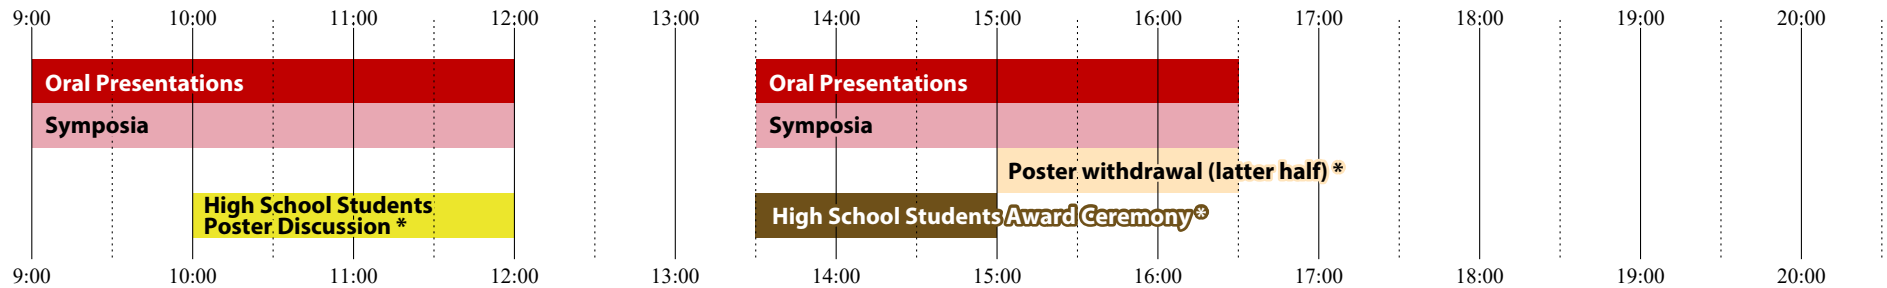 9:00 10:00 11:00 12:00 13:00 14:00 15:00 16:00 17:00 18:00 19:00 20:00
Oral Presentations Oral Presentations
Symposia Symposia
Poster withdrawal (latter half) *
High School Students
Poster Discussion *
High School Students Award Ceremony *
9:00 10:00 11:00 12:00 13:00 14:00 15:00 16:00 17:00 18:00 19:00 20:00